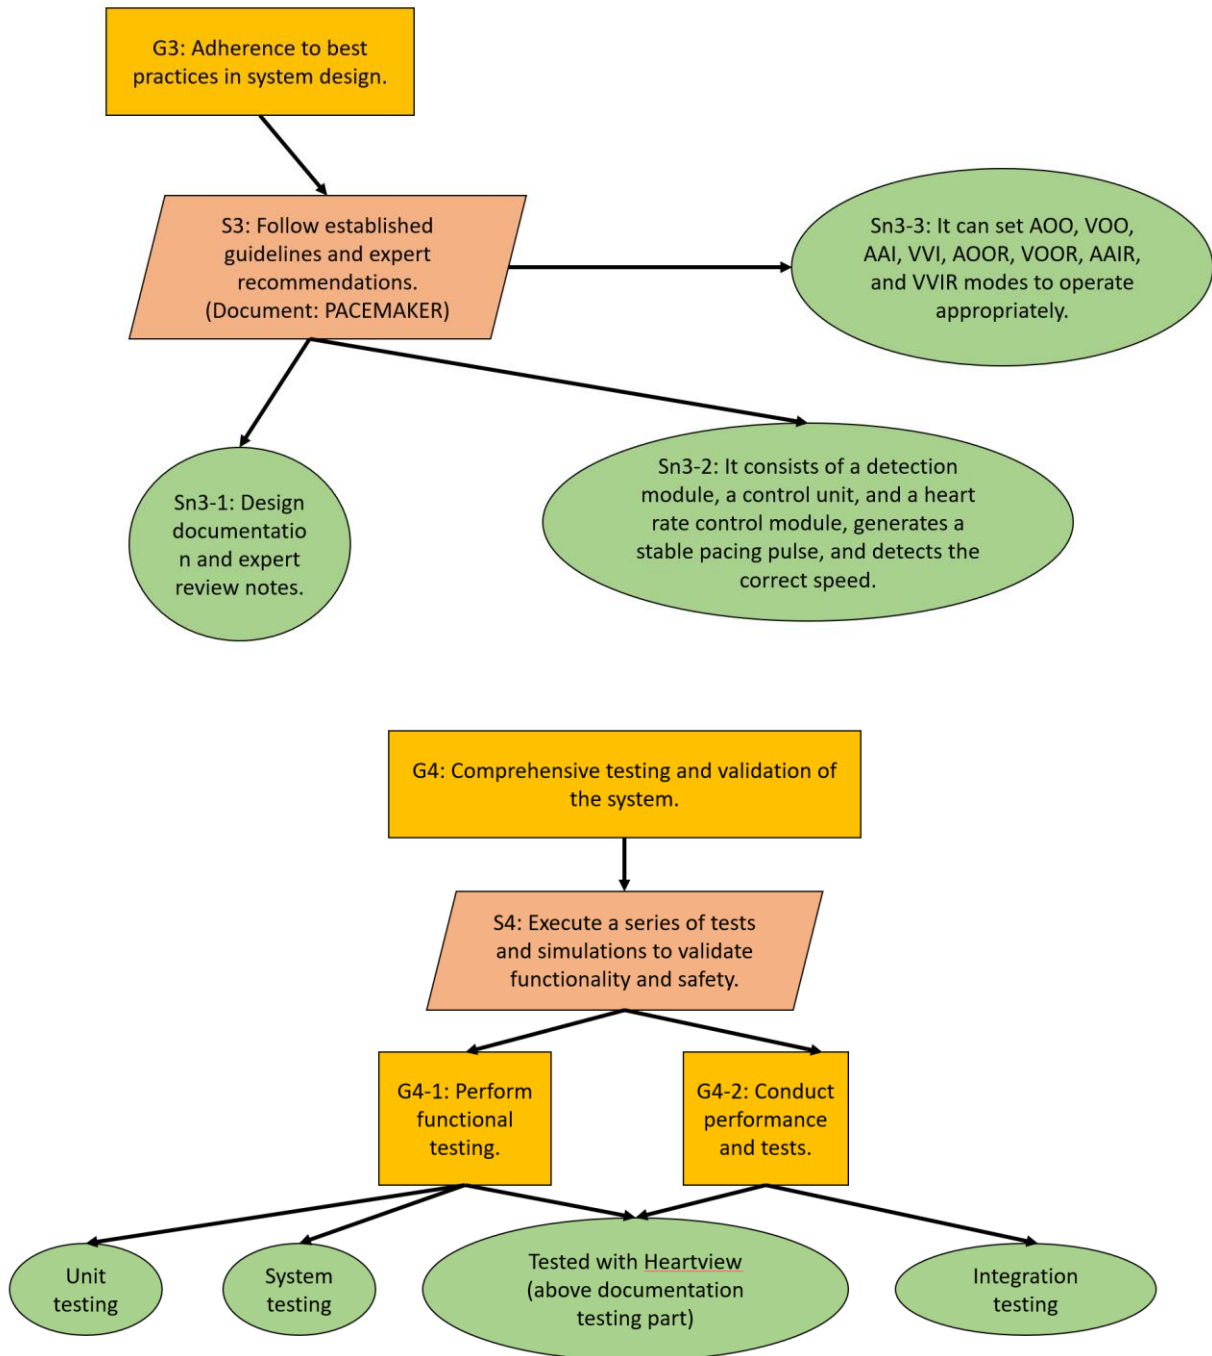 G3: Adherence to best
practices in system design.
S3: Follow established
guidelines and expert
recommendations.
(Document: PACEMAKER)
Sn3-3: It can set AOO, VOO,
AAI, VVI, AOOR, VOOR, AAIR,
and VVIR modes to operate
appropriately.
Sn3-1: Design
documentatio
n and expert
review notes.
Sn3-2: It consists of a detection
module, a control unit, and a heart
rate control module, generates a
stable pacing pulse, and detects the
correct speed.
G4: Comprehensive testing and validation of
the system.
S4: Execute a series of tests
and simulations to validate
functionality and safety.
G4-1: Perform
functional
testing.
G4-2: Conduct
performance
and tests.
Unit
testing
System
testing
Tested with Heartview
(above documentation
testing part)
Integration
testing